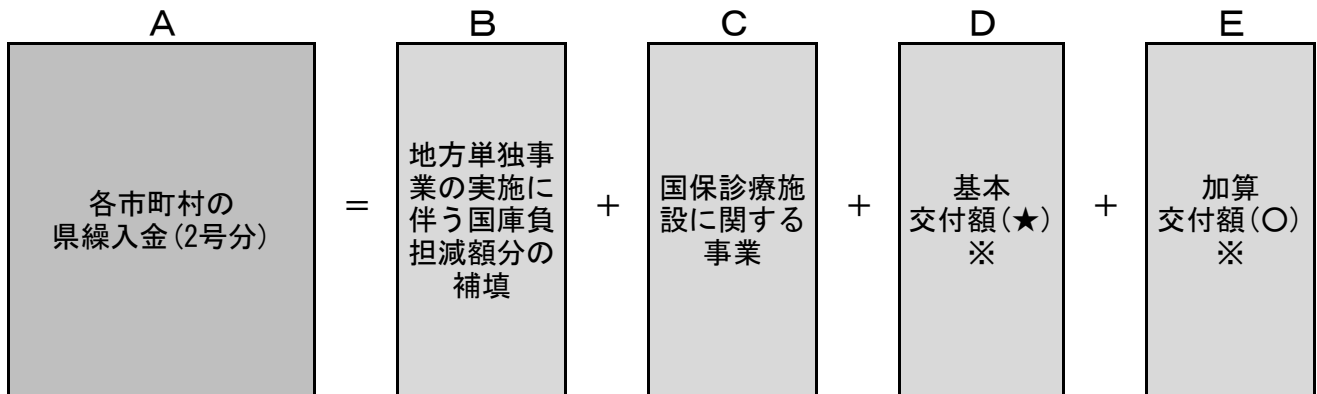 A
B
C
D
E
各市町村の
県繰入金(2号分)
＝
地方単独事
業の実施に
伴う国庫負
担減額分の
補填
＋
国保診療施
設に関する
事業
＋
基本
交付額(★)
※
＋
加算
交付額(○)
※